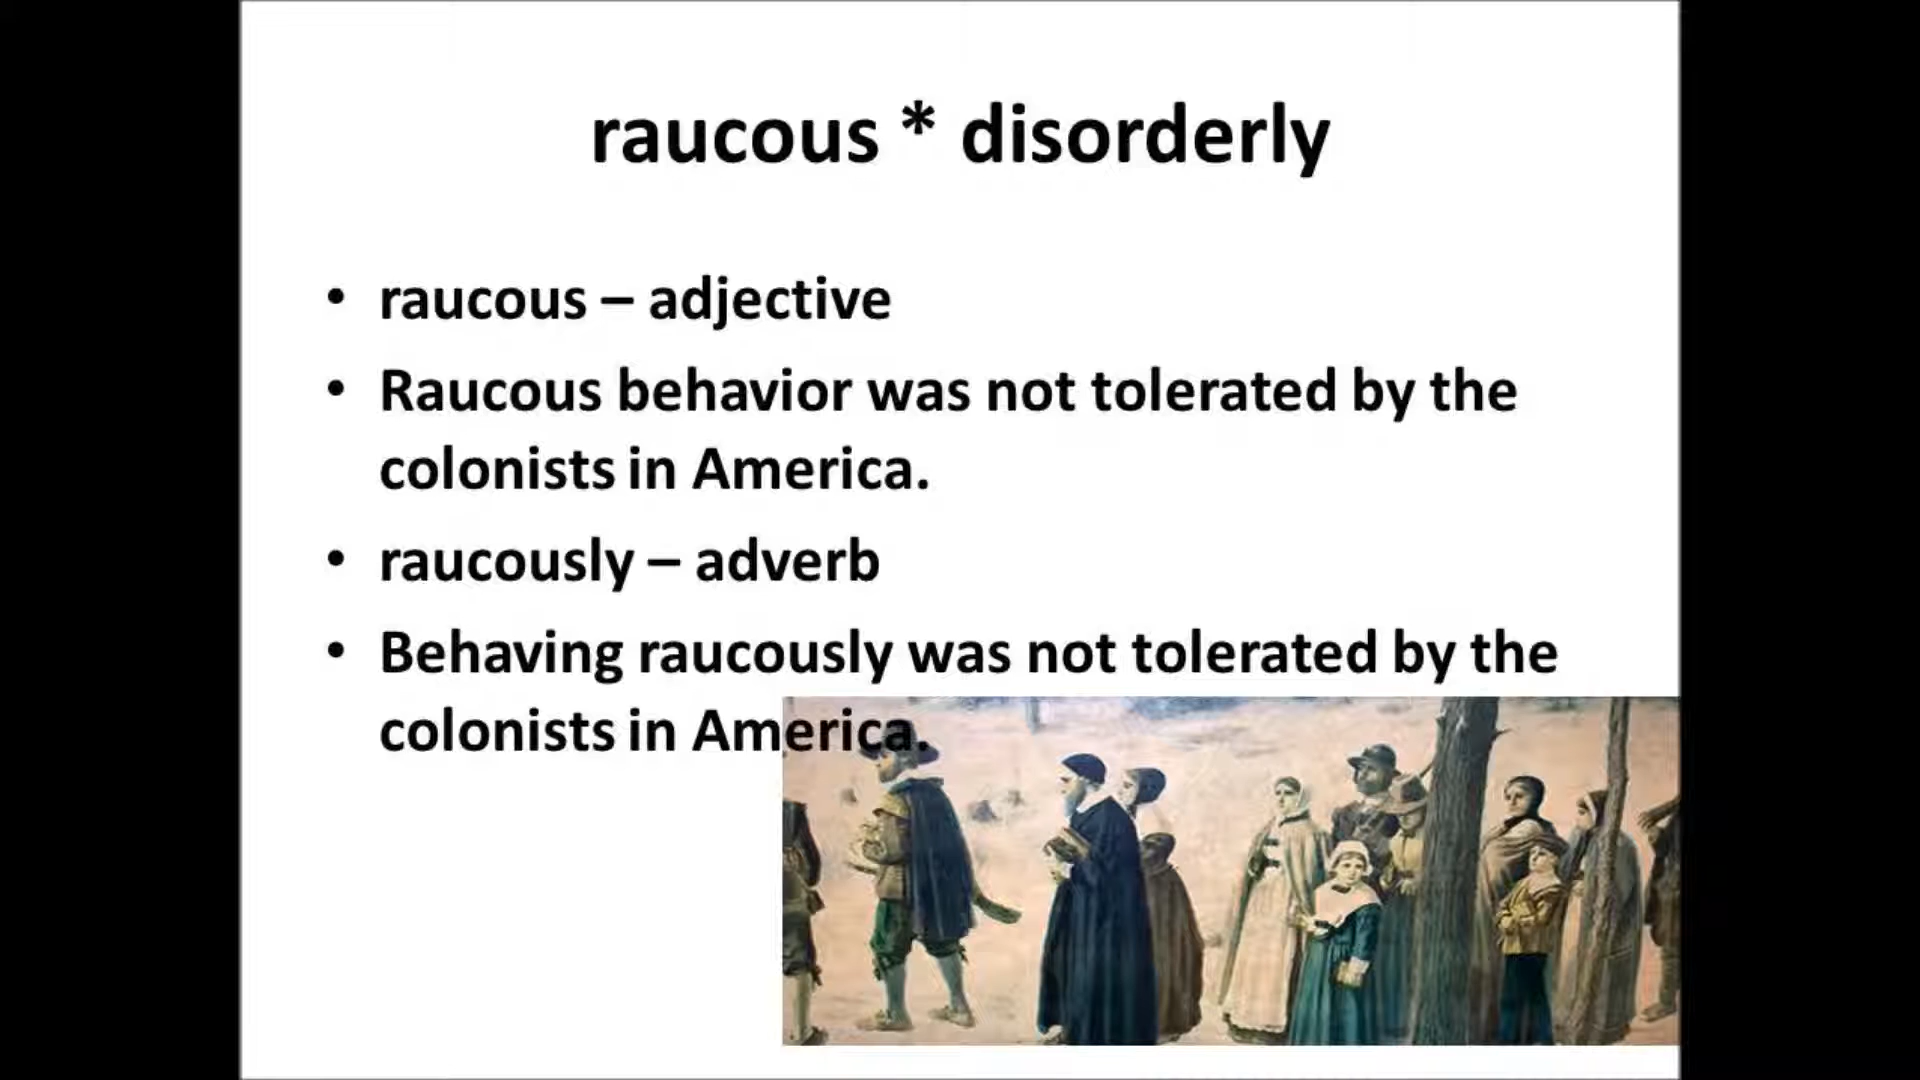 raucous * disorderly
• raucous – adjective
• Raucous behavior was not tolerated by the
colonists in America.
• raucously – adverb
• Behaving raucously was not tolerated by the
colonists in America.